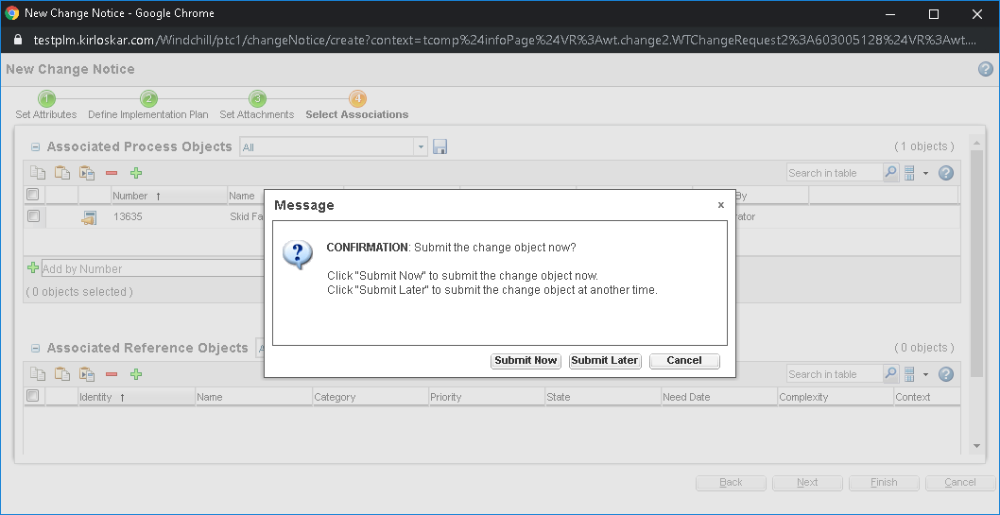 New Change Notice - Google Chrome
testplm.kirloskar.com/Windchill/ptc1/changeNotice/create?context=tcomp%24infoPage%24VR%3Awt.change2.WTChangeRequest2%3A603005128%24VR%3Awt....
New Change Notice
1 2 3 4
Set Attributes Define Implementation Plan Set Attachments Select Associations
Associated Process Objects All ( 1 objects )
Search in table
Number ↑ Name By
13635 Skid Fa rator
Add by Number
( 0 objects selected )
Message x
CONFIRMATION: Submit the change object now?
Click "Submit Now" to submit the change object now.
Click "Submit Later" to submit the change object at another time.
Submit Now Submit Later Cancel
Associated Reference Objects ( 0 objects )
Search in table
Identity ↑ Name Category Priority State Need Date Complexity Context
Back Next Finish Cancel